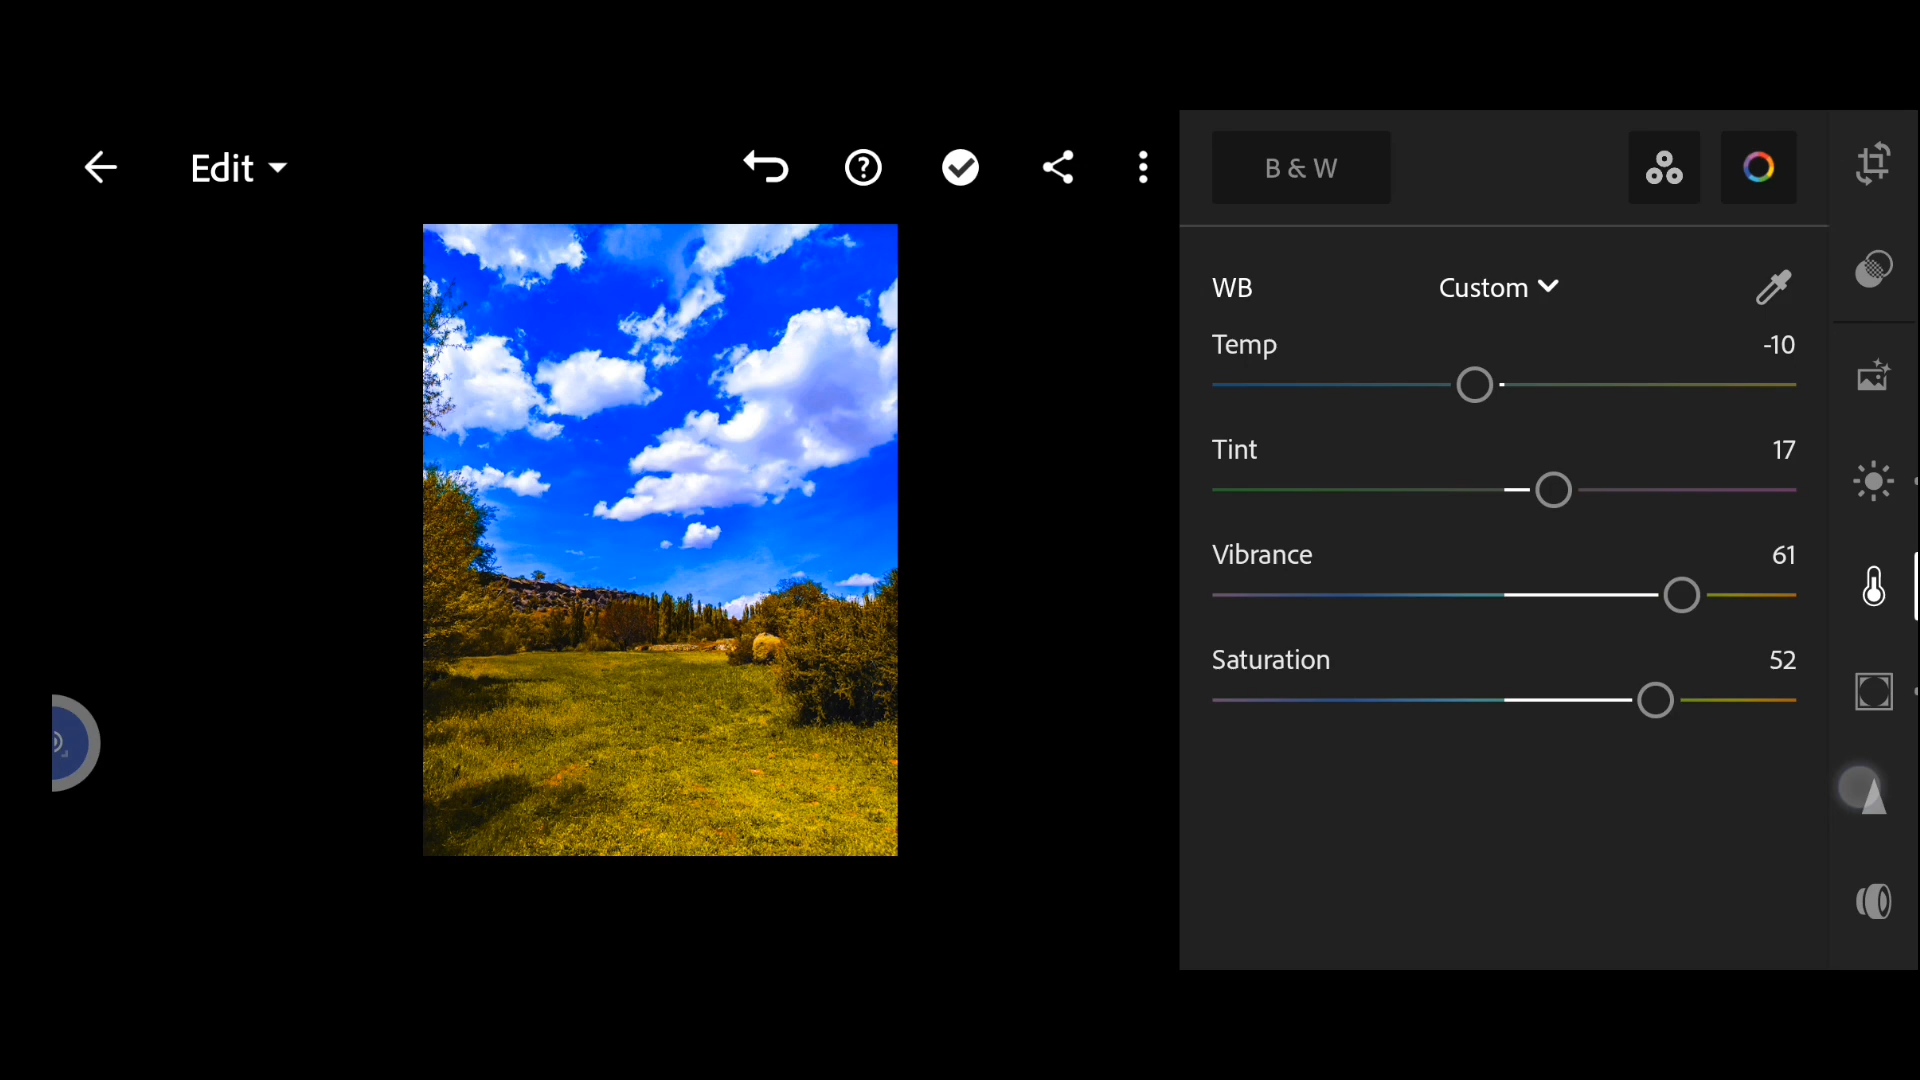 Edit
B & W
WB Custom
Temp -10
Tint 17
Vibrance 61
Saturation 52